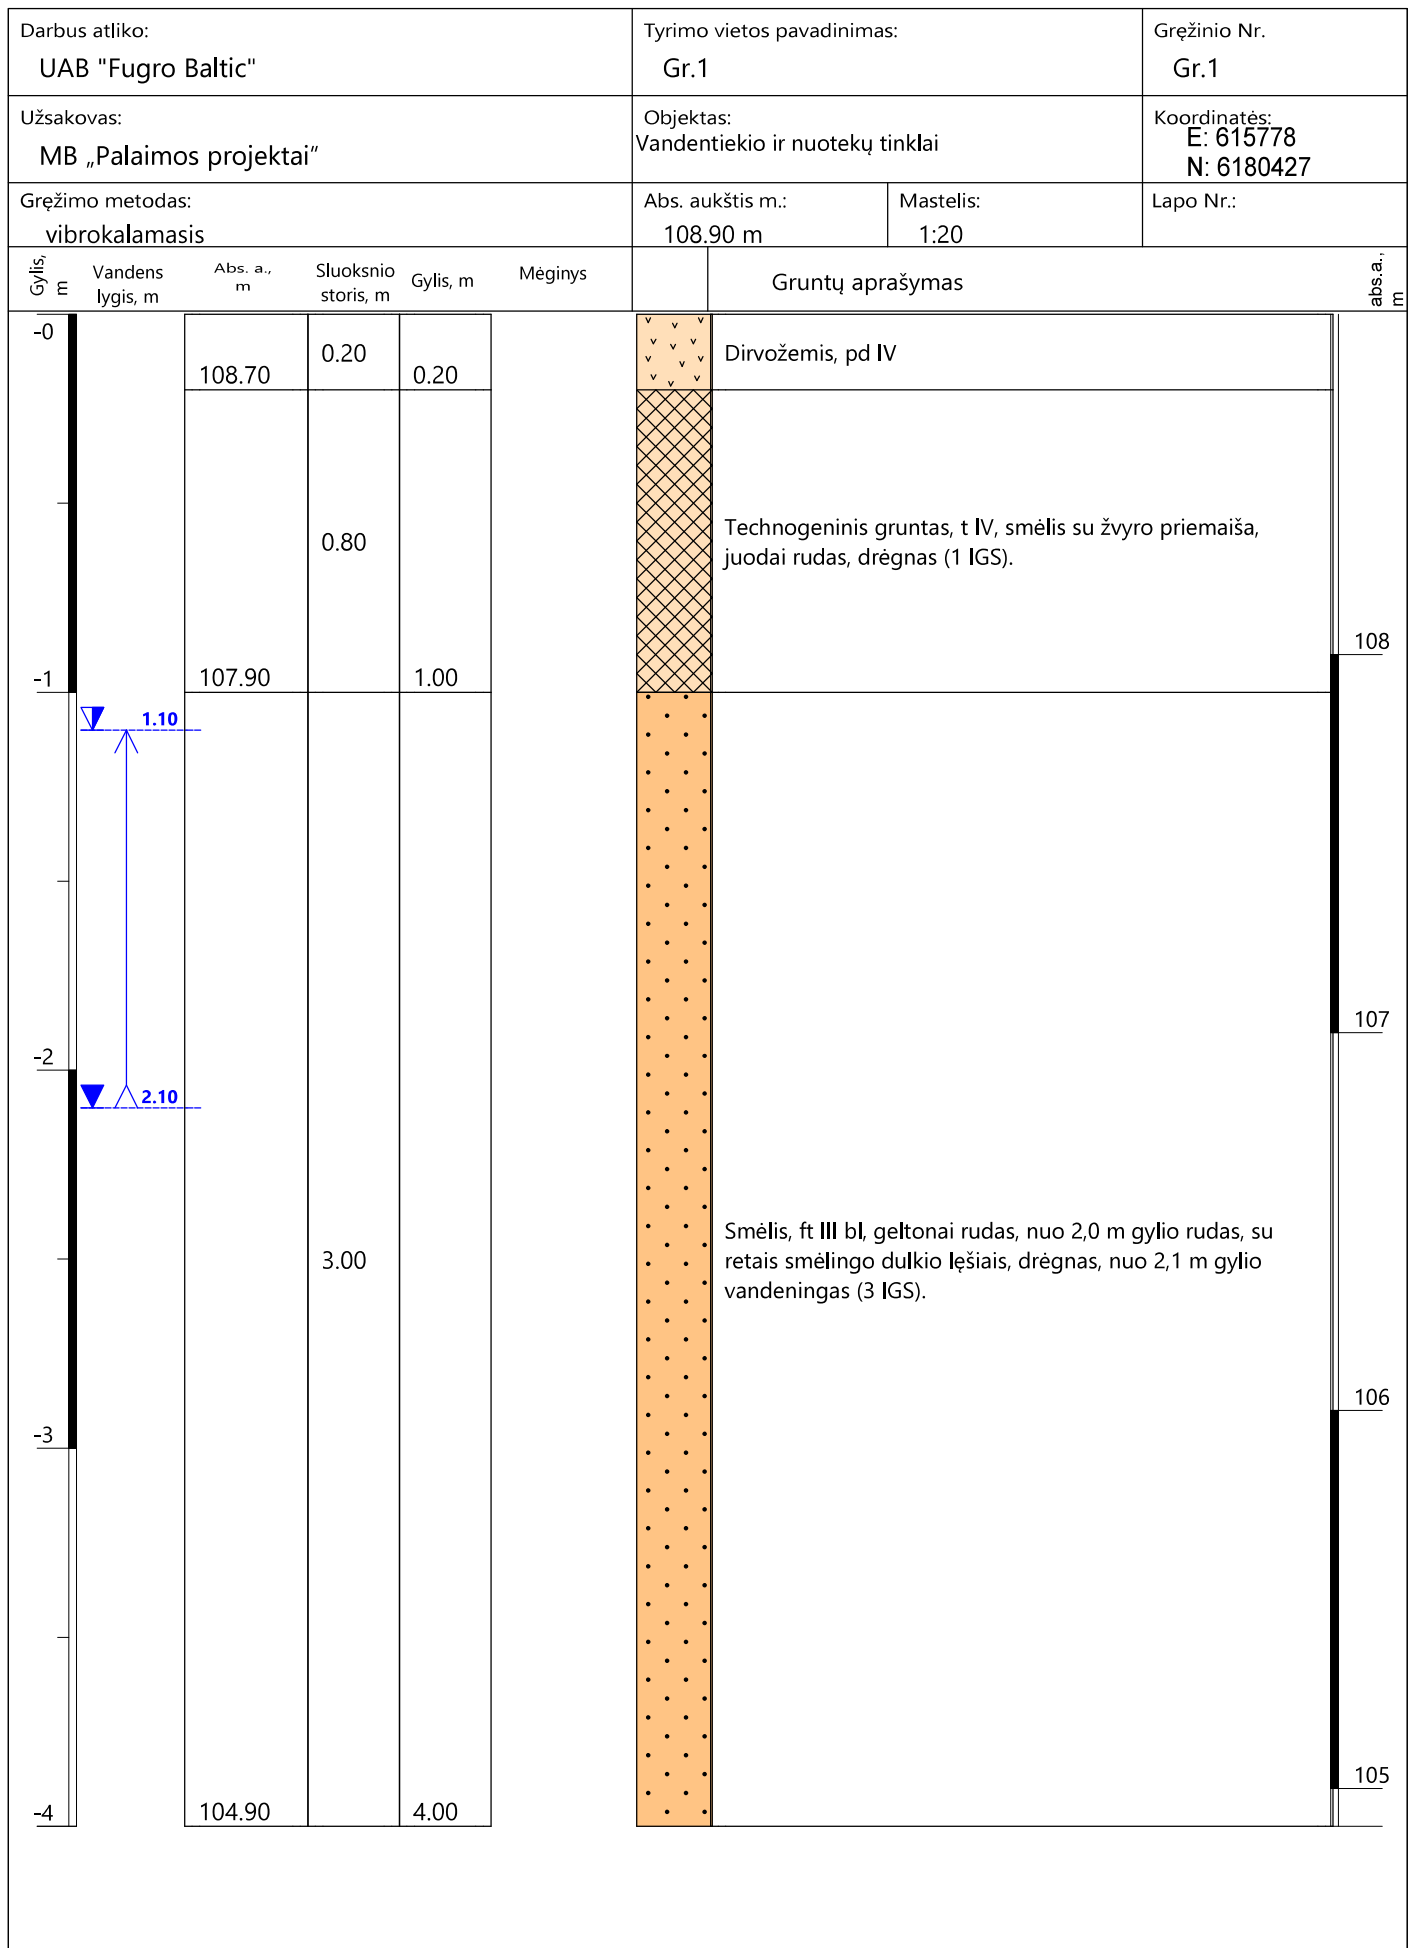 Darbus atliko:
UAB "Fugro Baltic"
Tyrimo vietos pavadinimas:
Gr.1
Gręžinio Nr.
Gr.1
Užsakovas:
MB „Palaimos projektai“
Objektas:
Vandentiekio ir nuotekų tinklai
Koordinatės:
E: 615778
N: 6180427
Gręžimo metodas:
vibrokalamasis
Abs. aukštis m.:
108.90 m
Mastelis:
1:20
Lapo Nr.:
Gylis, m
Vandens lygis, m
Abs. a., m
Sluoksnio storis, m
Gylis, m
Mėginys
Gruntų aprašymas
abs.a., m
-0
0.20
108.70
0.20
Dirvožemis, pd IV
0.80
Technogeninis gruntas, t IV, smėlis su žvyro priemaiša,
juodai rudas, drėgnas (1 IGS).
108
-1
107.90
1.00
1.10
107
-2
2.10
3.00
Smėlis, ft III bl, geltonai rudas, nuo 2,0 m gylio rudas, su
retais smėlingo dulkio lęšiais, drėgnas, nuo 2,1 m gylio
vandeningas (3 IGS).
106
-3
105
-4
104.90
4.00